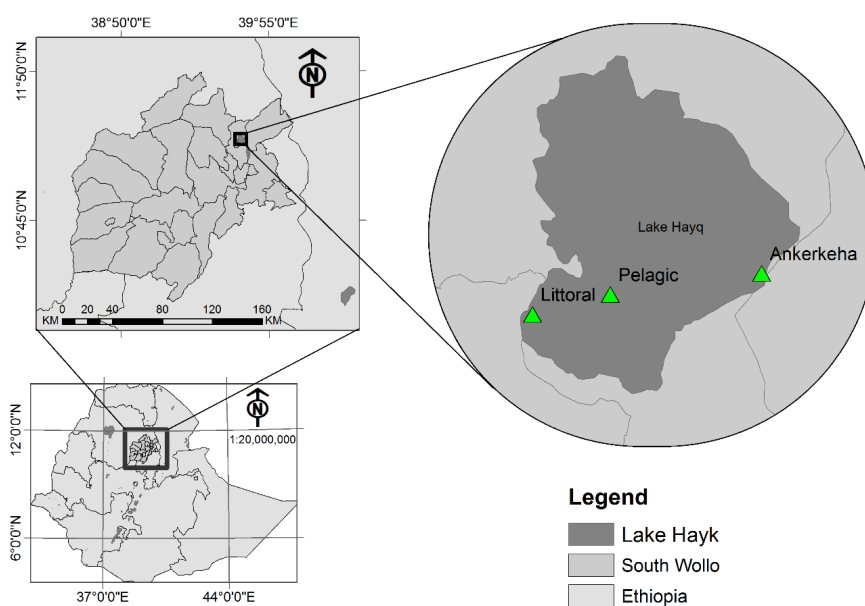 38°50'0"E
39°55'0"E
11°50'0"N
10°45'0"N
N
0 20 40 80 120 160
KM KM
Lake Hayq
Ankerkeha
Pelagic
Littoral
N
1:20,000,000
12°0'0"N
6°0'0"N
37°0'0"E
44°0'0"E
Legend
Lake Hayk
South Wollo
Ethiopia